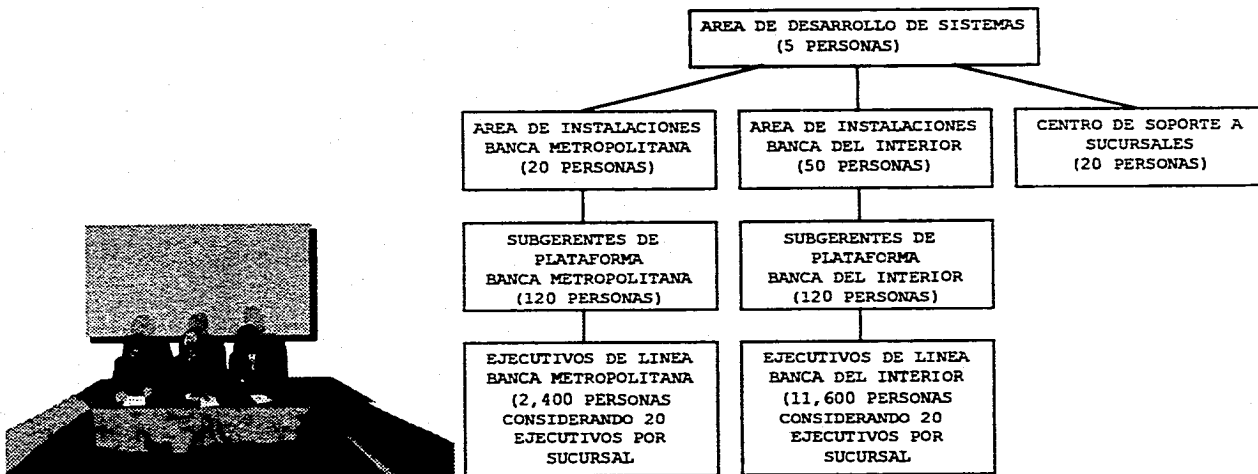 AREA DE DESARROLLO DE SISTEMAS
(5 PERSONAS)
AREA DE INSTALACIONES
BANCA METROPOLITANA
(20 PERSONAS)
AREA DE INSTALACIONES
BANCA DEL INTERIOR
(50 PERSONAS)
CENTRO DE SOPORTE A
SUCURSALES
(20 PERSONAS)
SUBGERENTES DE
PLATAFORMA
BANCA METROPOLITANA
(120 PERSONAS)
SUBGERENTES DE
PLATAFORMA
BANCA DEL INTERIOR
(120 PERSONAS)
EJECUTIVOS DE LINEA
BANCA METROPOLITANA
(2,400 PERSONAS
CONSIDERANDO 20
EJECUTIVOS POR
SUCURSAL
EJECUTIVOS DE LINEA
BANCA DEL INTERIOR
(11,600 PERSONAS
CONSIDERANDO 20
EJECUTIVOS POR
SUCURSAL